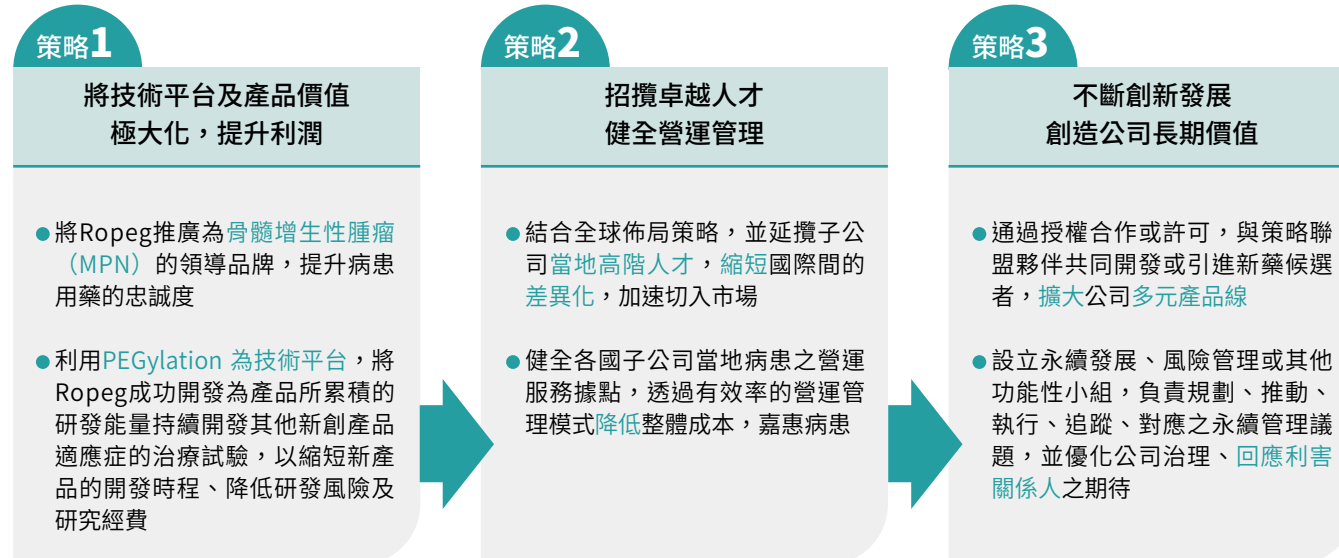 策略1
將技術平台及產品價值
極大化，提升利潤
●將Ropeg推廣為骨髓增生性腫瘤
（MPN）的領導品牌，提升病患
用藥的忠誠度
●利用PEGylation 為技術平台，將
Ropeg成功開發為產品所累積的
研發能量持續開發其他新創產品
適應症的治療試驗，以縮短新產
品的開發時程、降低研發風險及
研究經費
策略2
招攬卓越人才
健全營運管理
●結合全球佈局策略，並延攬子公
司當地高階人才，縮短國際間的
差異化，加速切入市場
●健全各國子公司當地病患之營運
服務據點，透過有效率的營運管
理模式降低整體成本，嘉惠病患
策略3
不斷創新發展
創造公司長期價值
●通過授權合作或許可，與策略聯
盟夥伴共同開發或引進新藥候選
者，擴大公司多元產品線
●設立永續發展、風險管理或其他
功能性小組，負責規劃、推動、
執行、追蹤、對應之永續管理議
題，並優化公司治理、回應利害
關係人之期待